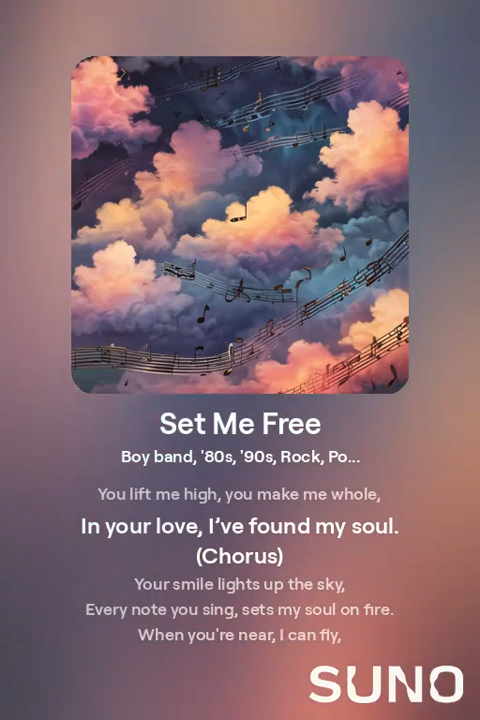 Set Me Free
Boy band, '80s, '90s, Rock, Po...
You lift me high, you make me whole,
In your love, I’ve found my soul.
(Chorus)
Your smile lights up the sky,
Every note you sing, sets my soul on fire.
When you're near, I can fly,
SUNO